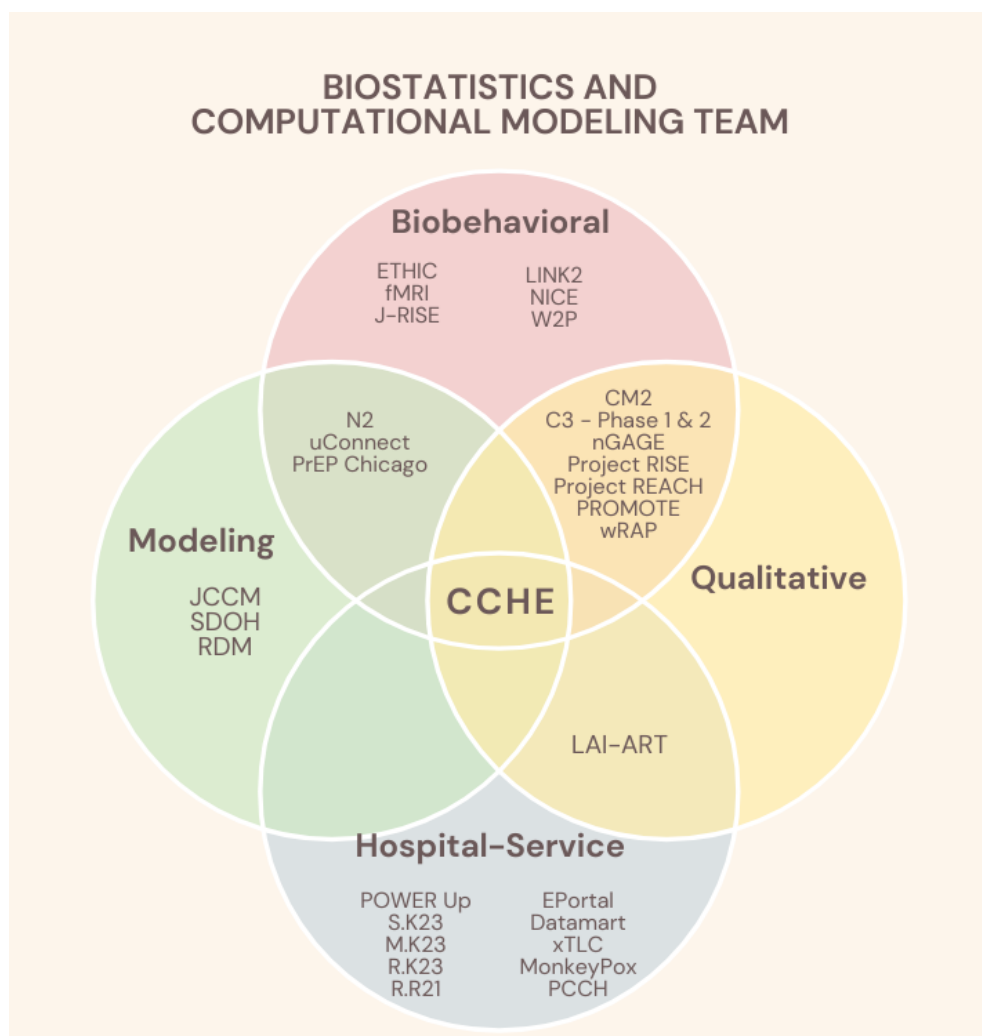 BIOSTATISTICS AND
COMPUTATIONAL MODELING TEAM
Biobehavioral
ETHIC
fMRI
J-RISE
LINK2
NICE
W2P
N2
uConnect
PrEP Chicago
CM2
C3 - Phase 1 & 2
nGAGE
Project RISE
Project REACH
PROMOTE
wRAP
Modeling
JCCM
SDOH
RDM
CCHE
Qualitative
LAI-ART
Hospital-Service
POWER Up
S.K23
M.K23
R.K23
R.R21
EPortal
Datamart
xTLC
MonkeyPox
PCCH